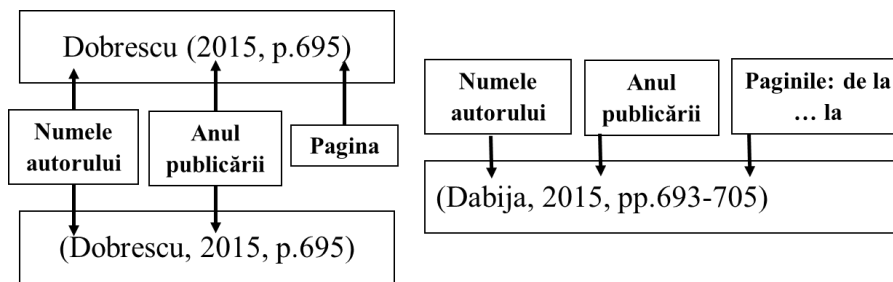 Dobrescu (2015, p.695)
Numele
autorului
Anul
publicării
Pagina
(Dobrescu, 2015, p.695)
Numele
autorului
Anul
publicării
Paginile: de la
... la
(Dabija, 2015, pp.693-705)